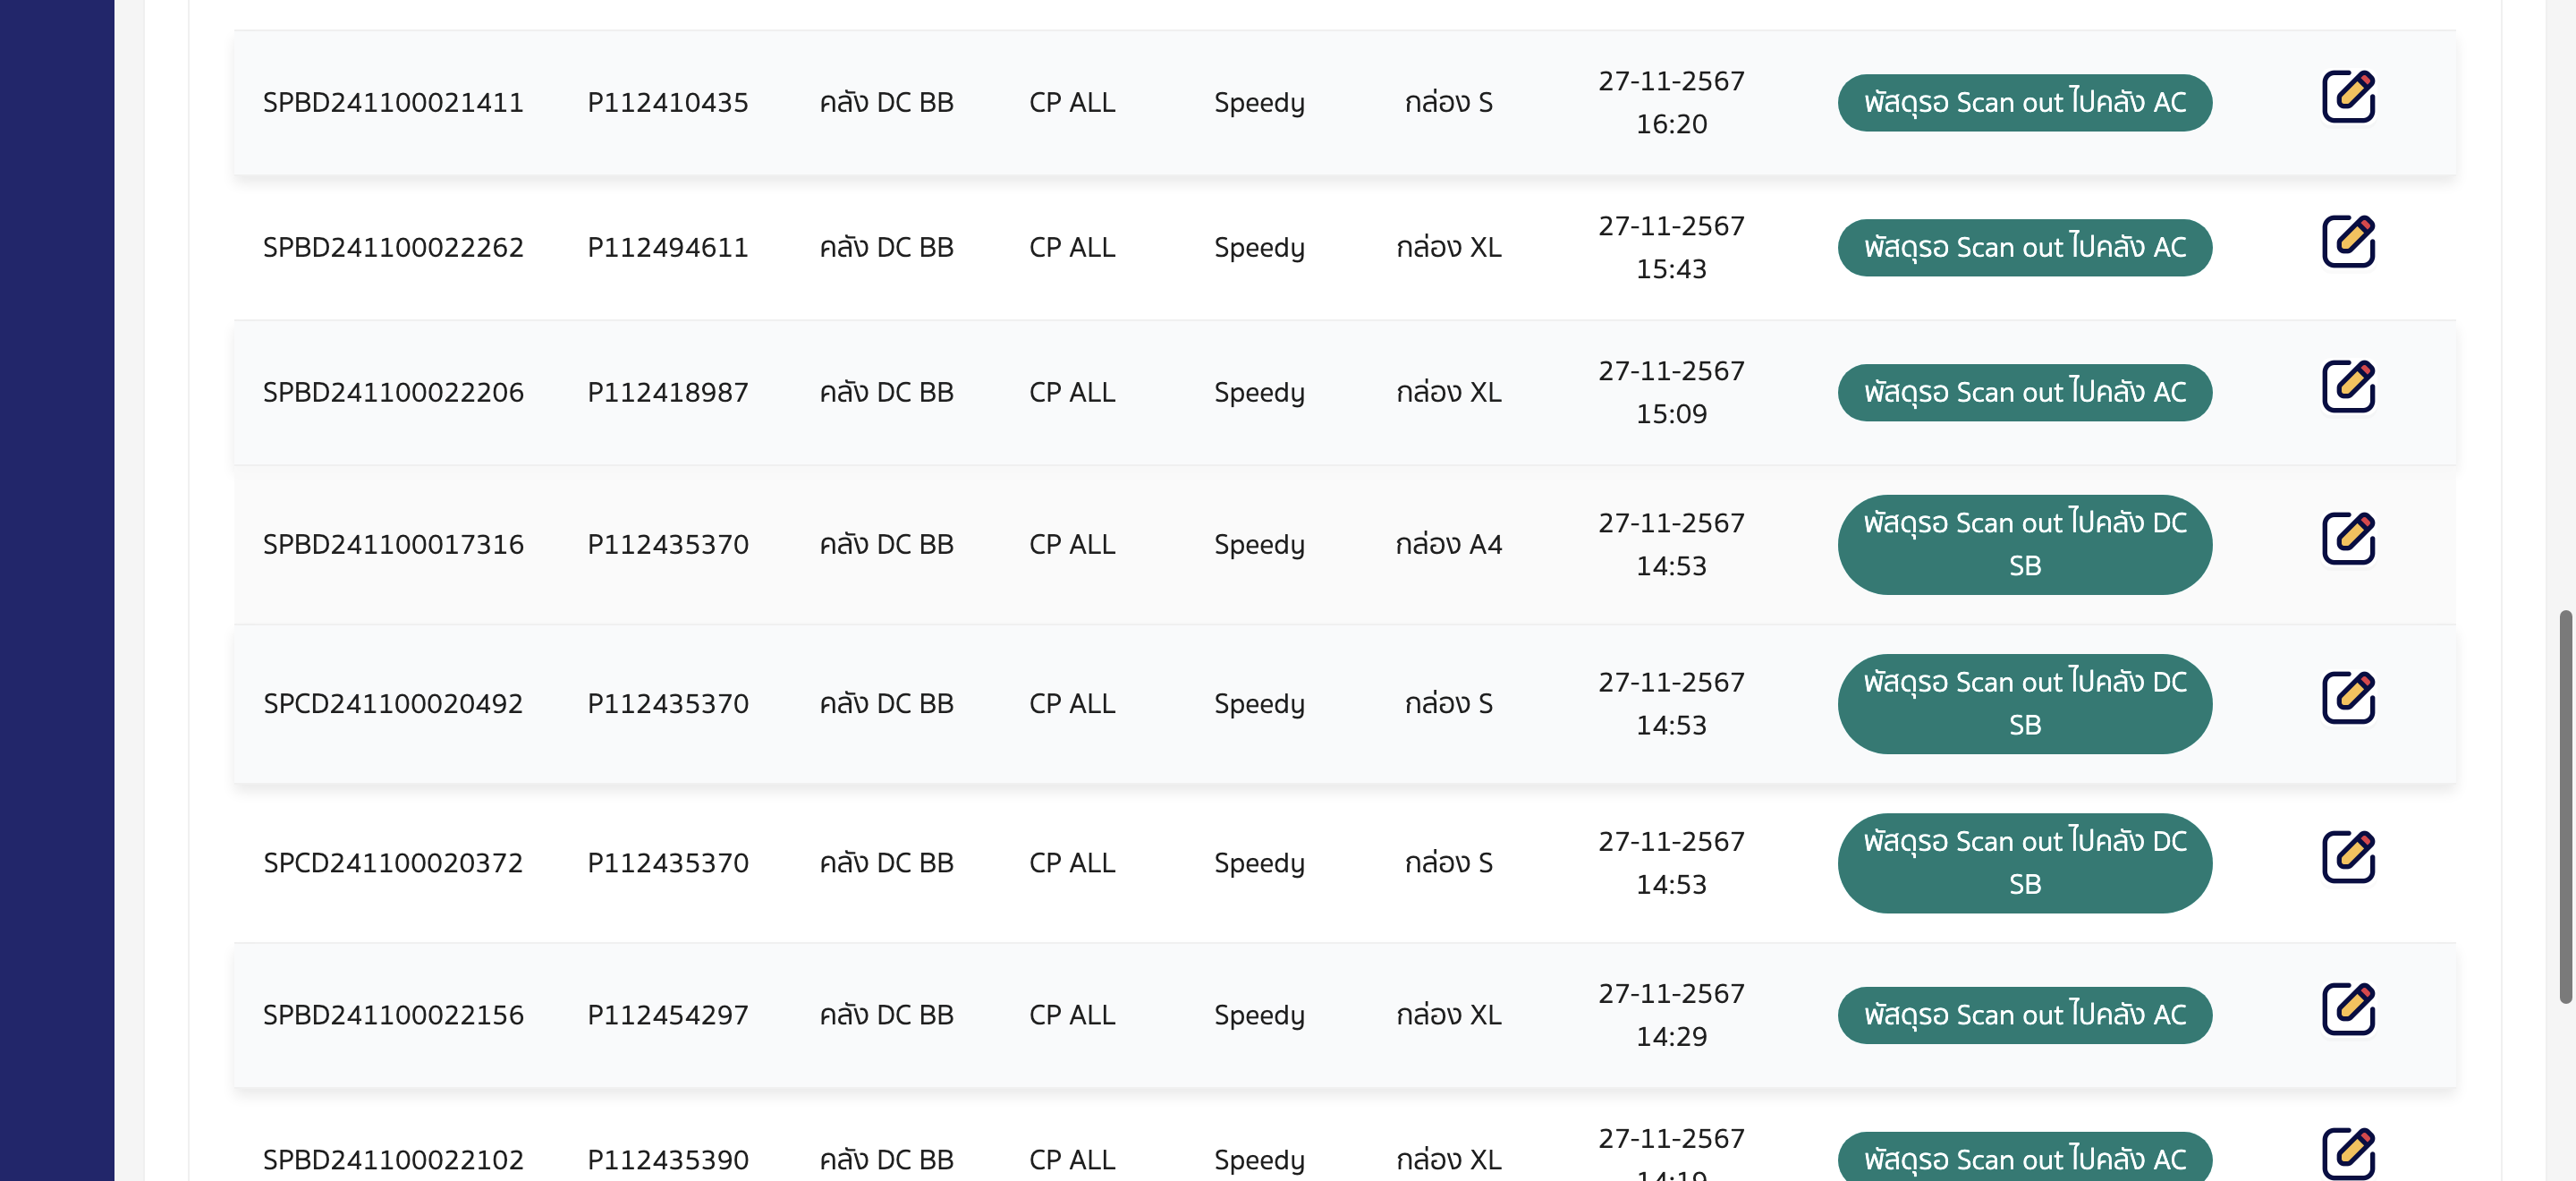 SPBD241100021411 P112410435 คลัง DC BB CP ALL Speedy กล่อง S 27-11-2567 16:20 พัสดุรอ Scan out ไปคลัง AC
SPBD241100022262 P112494611 คลัง DC BB CP ALL Speedy กล่อง XL 27-11-2567 15:43 พัสดุรอ Scan out ไปคลัง AC
SPBD241100022206 P112418987 คลัง DC BB CP ALL Speedy กล่อง XL 27-11-2567 15:09 พัสดุรอ Scan out ไปคลัง AC
SPBD241100017316 P112435370 คลัง DC BB CP ALL Speedy กล่อง A4 27-11-2567 14:53 พัสดุรอ Scan out ไปคลัง DC SB
SPCD241100020492 P112435370 คลัง DC BB CP ALL Speedy กล่อง S 27-11-2567 14:53 พัสดุรอ Scan out ไปคลัง DC SB
SPCD241100020372 P112435370 คลัง DC BB CP ALL Speedy กล่อง S 27-11-2567 14:53 พัสดุรอ Scan out ไปคลัง DC SB
SPBD241100022156 P112454297 คลัง DC BB CP ALL Speedy กล่อง XL 27-11-2567 14:29 พัสดุรอ Scan out ไปคลัง AC
SPBD241100022102 P112435390 คลัง DC BB CP ALL Speedy กล่อง XL 27-11-2567 พัสดุรอ Scan out ไปคลัง AC